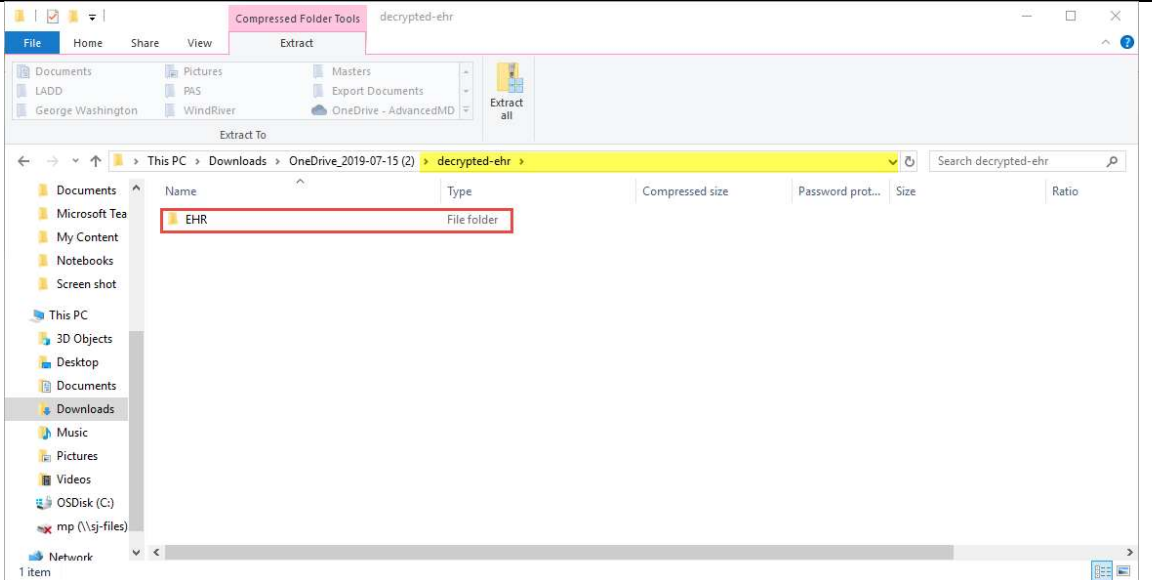 Compressed Folder Tools decrypted-ehr
File Home Share View Extract
Documents Pictures Masters
LADD PAS Export Documents
George Washington WindRiver OneDrive - AdvancedMD
Extract all
Extract To
This PC > Downloads > OneDrive_2019-07-15 (2) > decrypted-ehr > Search decrypted-ehr
Name Type Compressed size Password prot... Size Ratio
EHR File folder
Documents
Microsoft Tea
My Content
Notebooks
Screen shot
This PC
3D Objects
Desktop
Documents
Downloads
Music
Pictures
Videos
OSDisk (C:)
mp (\\sj-files)
Network
1 item